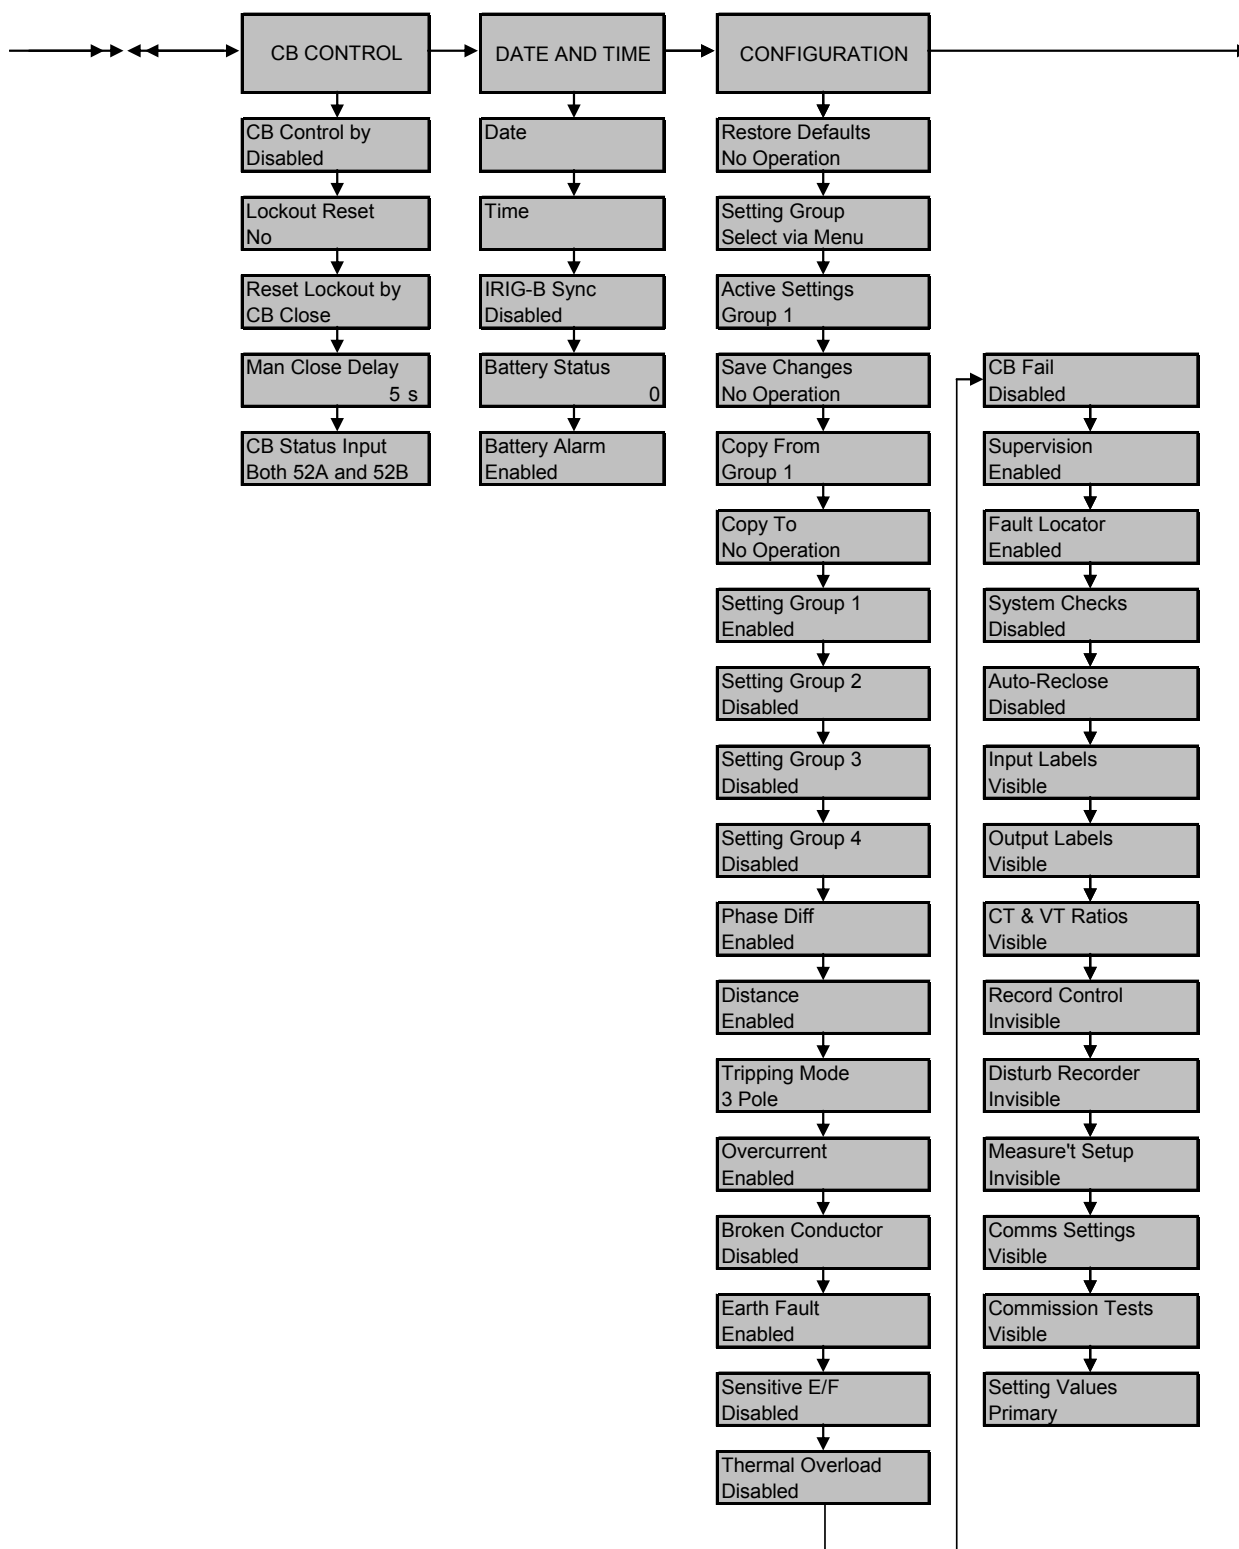 CB CONTROL
DATE AND TIME
CONFIGURATION
CB Control by
Disabled
Lockout Reset
No
Reset Lockout by
CB Close
Man Close Delay
5 s
CB Status Input
Both 52A and 52B
Date
Time
IRIG-B Sync
Disabled
Battery Status
0
Battery Alarm
Enabled
Restore Defaults
No Operation
Setting Group
Select via Menu
Active Settings
Group 1
Save Changes
No Operation
Copy From
Group 1
Copy To
No Operation
Setting Group 1
Enabled
Setting Group 2
Disabled
Setting Group 3
Disabled
Setting Group 4
Disabled
Phase Diff
Enabled
Distance
Enabled
Tripping Mode
3 Pole
Overcurrent
Enabled
Broken Conductor
Disabled
Earth Fault
Enabled
Sensitive E/F
Disabled
Thermal Overload
Disabled
CB Fail
Disabled
Supervision
Enabled
Fault Locator
Enabled
System Checks
Disabled
Auto-Reclose
Disabled
Input Labels
Visible
Output Labels
Visible
CT & VT Ratios
Visible
Record Control
Invisible
Disturb Recorder
Invisible
Measure't Setup
Invisible
Comms Settings
Visible
Commission Tests
Visible
Setting Values
Primary